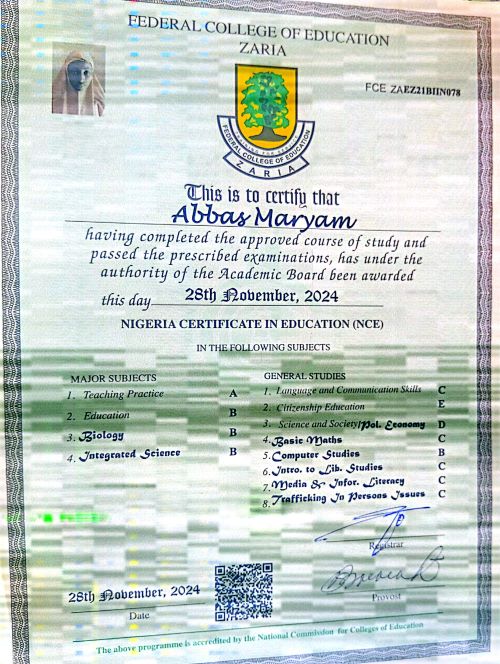 FEDERAL COLLEGE OF EDUCATION
ZARIA
FCE ZAEZ21BIIN078
FEDERAL COLLEGE OF EDUCATION
ZARIA
This is to certify that
Abbas Maryam
having completed the approved course of study and
passed the prescribed examinations, has under the
authority of the Academic Board been awarded
this day 28th November, 2024
NIGERIA CERTIFICATE IN EDUCATION (NCE)
IN THE FOLLOWING SUBJECTS
MAJOR SUBJECTS
1. Teaching Practice A
2. Education B
3. Biology B
4. Integrated Science B
GENERAL STUDIES
1. Language and Communication Skills C
2. Citizenship Education E
3. Science and Society/Pol. Economy D
4. Basic Maths C
5. Computer Studies B
6. Intro. to Lib. Studies C
7. Media & Infor. Literacy C
8. Trafficking In Persons Issues C
Registrar
28th November, 2024
Date
Provost
The above programme is accredited by the National Commission for Colleges of Education